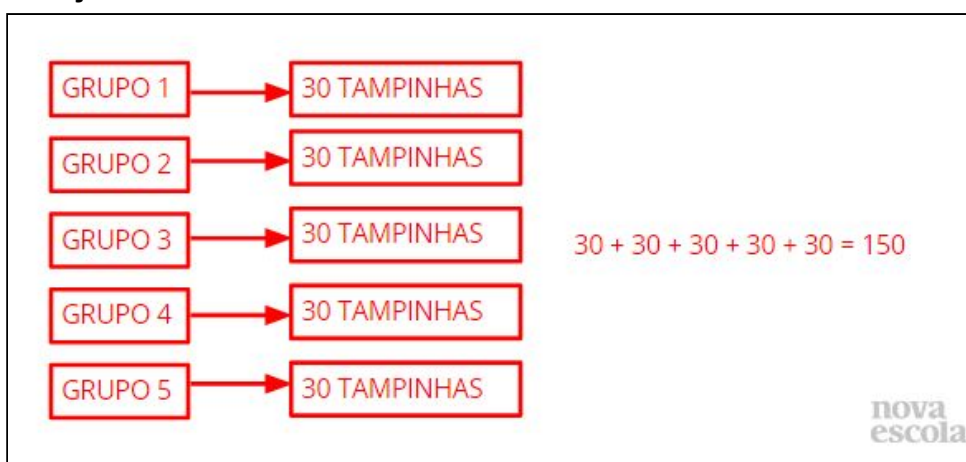 GRUPO 1 30 TAMPINHAS
GRUPO 2 30 TAMPINHAS
GRUPO 3 30 TAMPINHAS
30 + 30 + 30 + 30 + 30 = 150
GRUPO 4 30 TAMPINHAS
GRUPO 5 30 TAMPINHAS
nova
escola